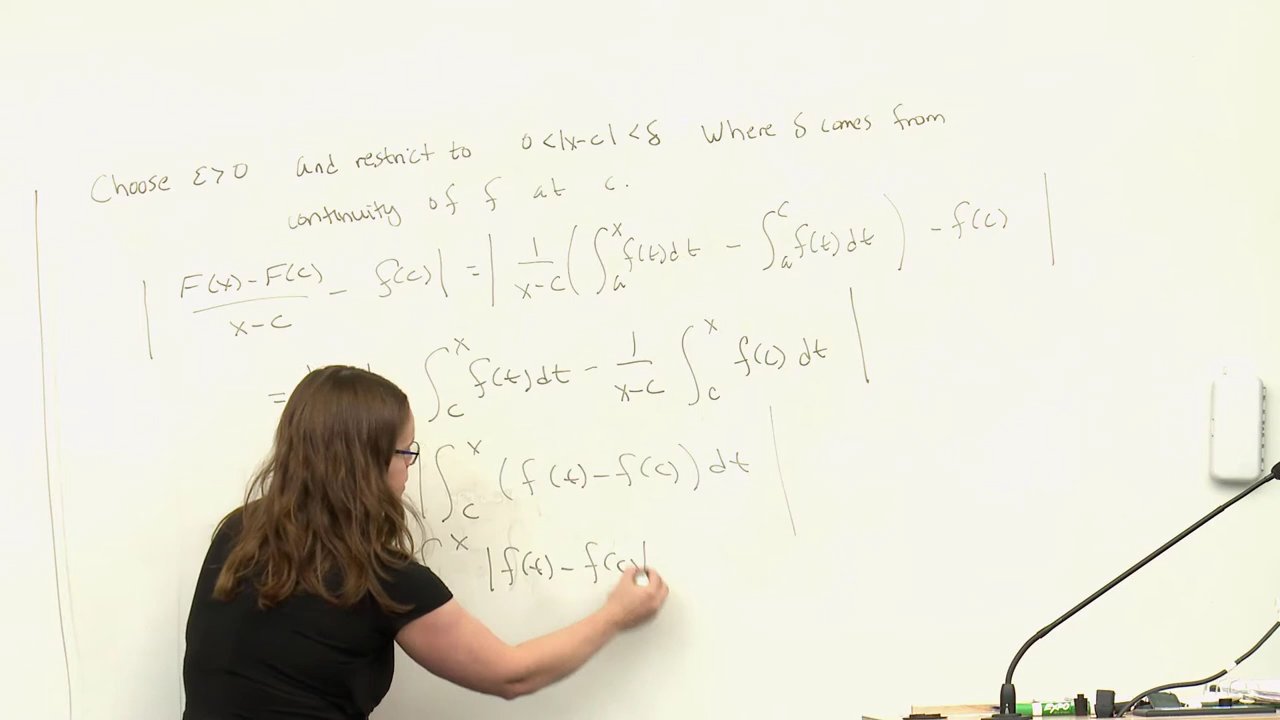 Choose ε>0 and restrict to 0<|x-c|<δ Where δ comes from
continuity of f at c.
| F(x)-F(c) / x-c - f(c) | = | 1/x-c ( ∫_a^x f(t)dt - ∫_a^c f(t)dt ) - f(c) |
= ∫_c^x f(t)dt - 1/x-c ∫_c^x f(c) dt |
| ∫_c^x (f(t)-f(c)) dt |
∫ ^x |f(t)-f(c)|